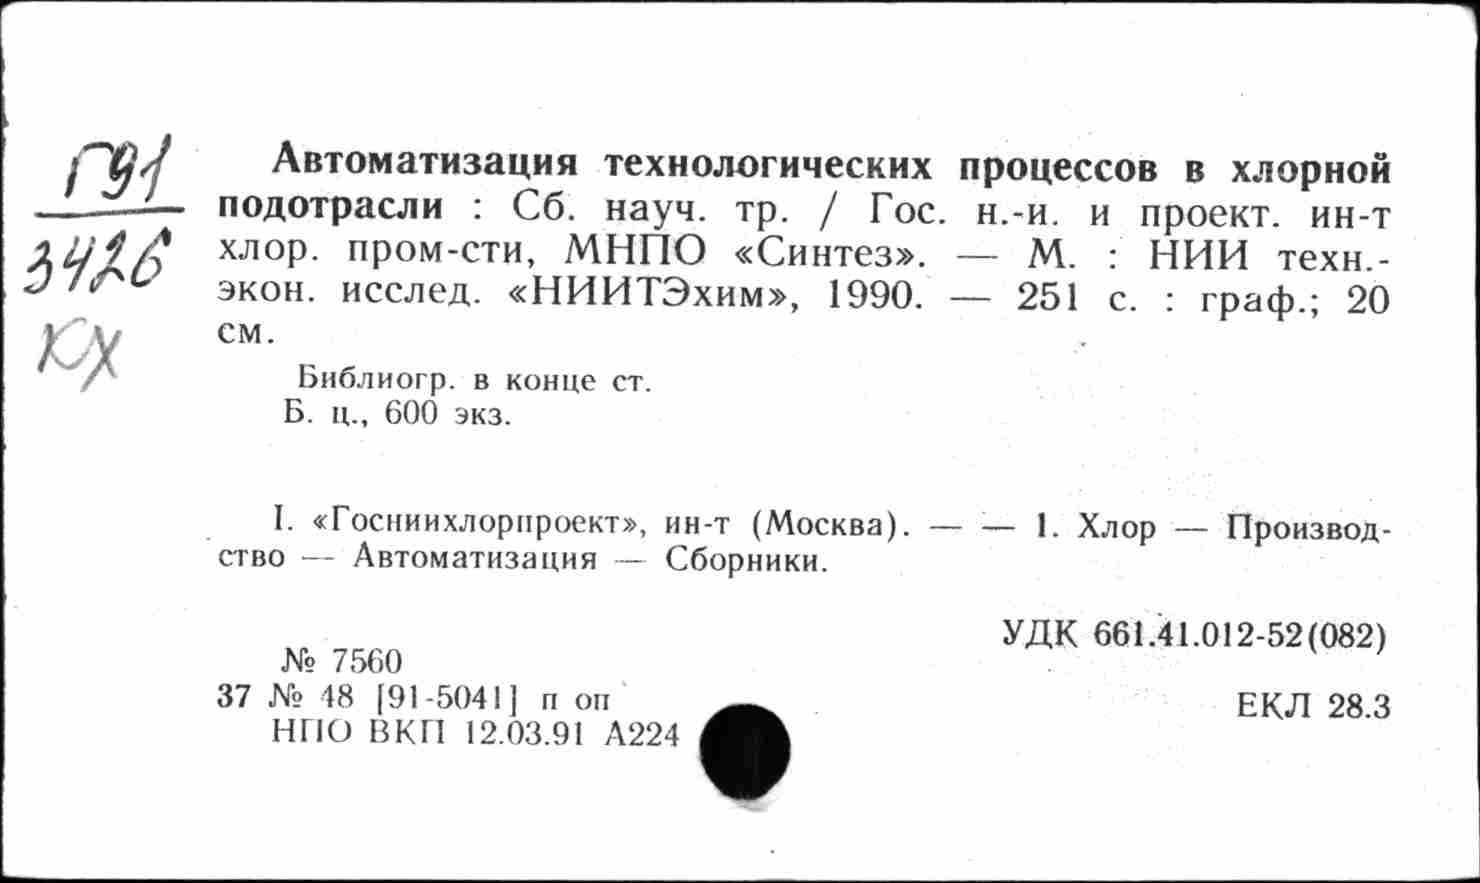 Г91
3426
КХ
Автоматизация технологических процессов в хлорной
подотрасли : Сб. науч. тр. / Гос. н.-и. и проект. ин-т
хлор. пром-сти, МНПО «Синтез». — М. : НИИ техн.-
экон. исслед. «НИИТЭхим», 1990. — 251 с. : граф.; 20
см.
Библиогр. в конце ст.
Б. ц., 600 экз.
I. «Госниихлорпроект», ин-т (Москва). — — 1. Хлор — Производ-
ство — Автоматизация — Сборники.
УДК 661.41.012-52(082)
№ 7560
37 № 48 [91-5041] п оп
ЕКЛ 28.3
НПО ВКП 12.03.91 А224